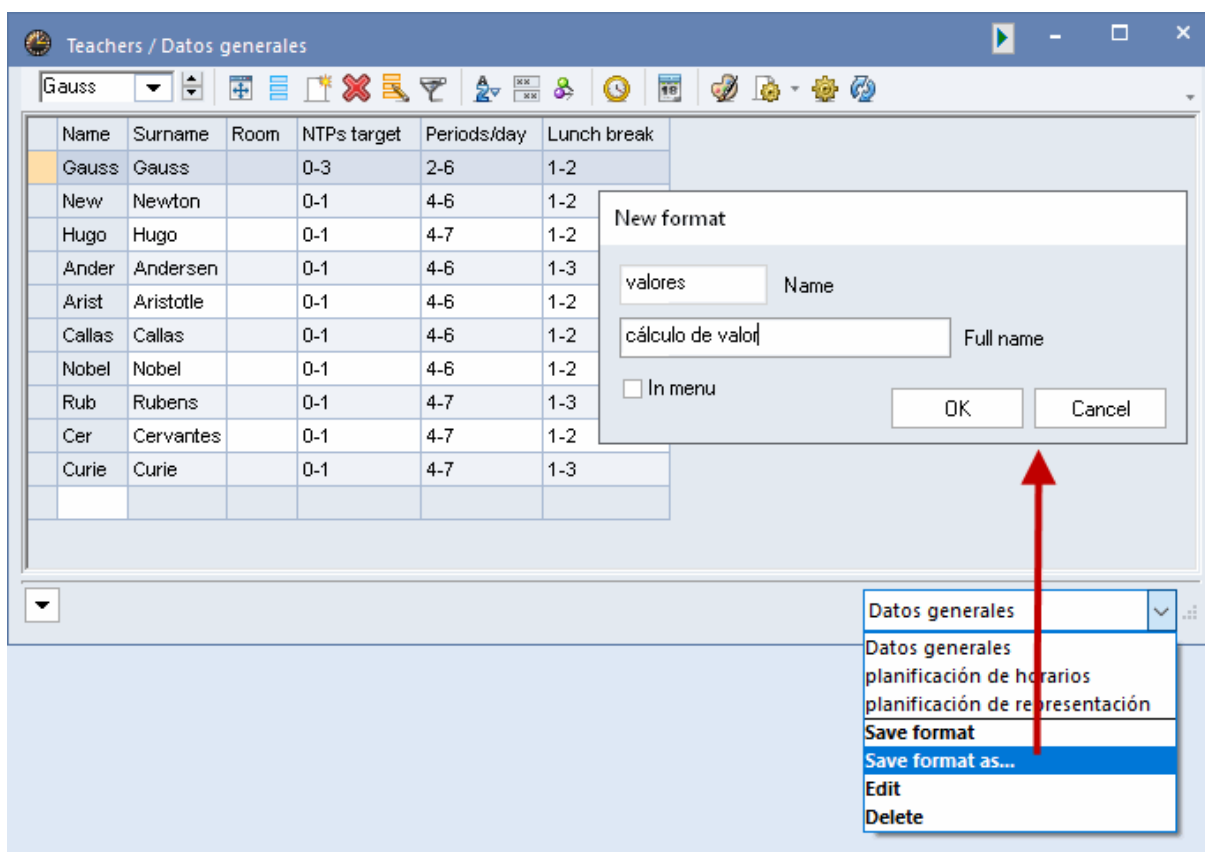 Teachers / Datos generales
Gauss
Name Surname Room NTPs target Periods/day Lunch break
Gauss Gauss 0-3 2-6 1-2
New Newton 0-1 4-6 1-2
Hugo Hugo 0-1 4-7 1-2
Ander Andersen 0-1 4-6 1-3
Arist Aristotle 0-1 4-6 1-2
Callas Callas 0-1 4-6 1-2
Nobel Nobel 0-1 4-6 1-2
Rub Rubens 0-1 4-7 1-3
Cer Cervantes 0-1 4-7 1-2
Curie Curie 0-1 4-7 1-3
New format
valores Name
cálculo de valor Full name
In menu
OK Cancel
Datos generales
Datos generales
planificación de horarios
planificación de representación
Save format
Save format as...
Edit
Delete